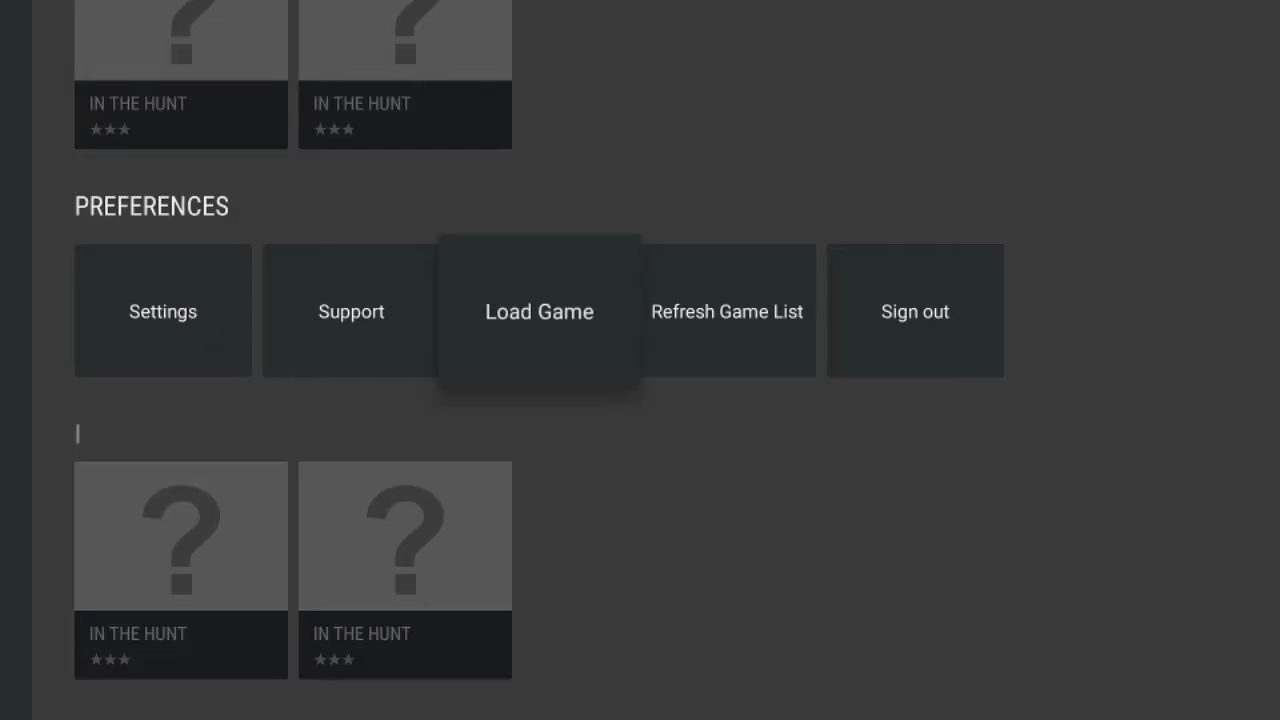 IN THE HUNT
★★★
IN THE HUNT
★★★
PREFERENCES
Settings
Support
Load Game
Refresh Game List
Sign out
I
IN THE HUNT
★★★
IN THE HUNT
★★★